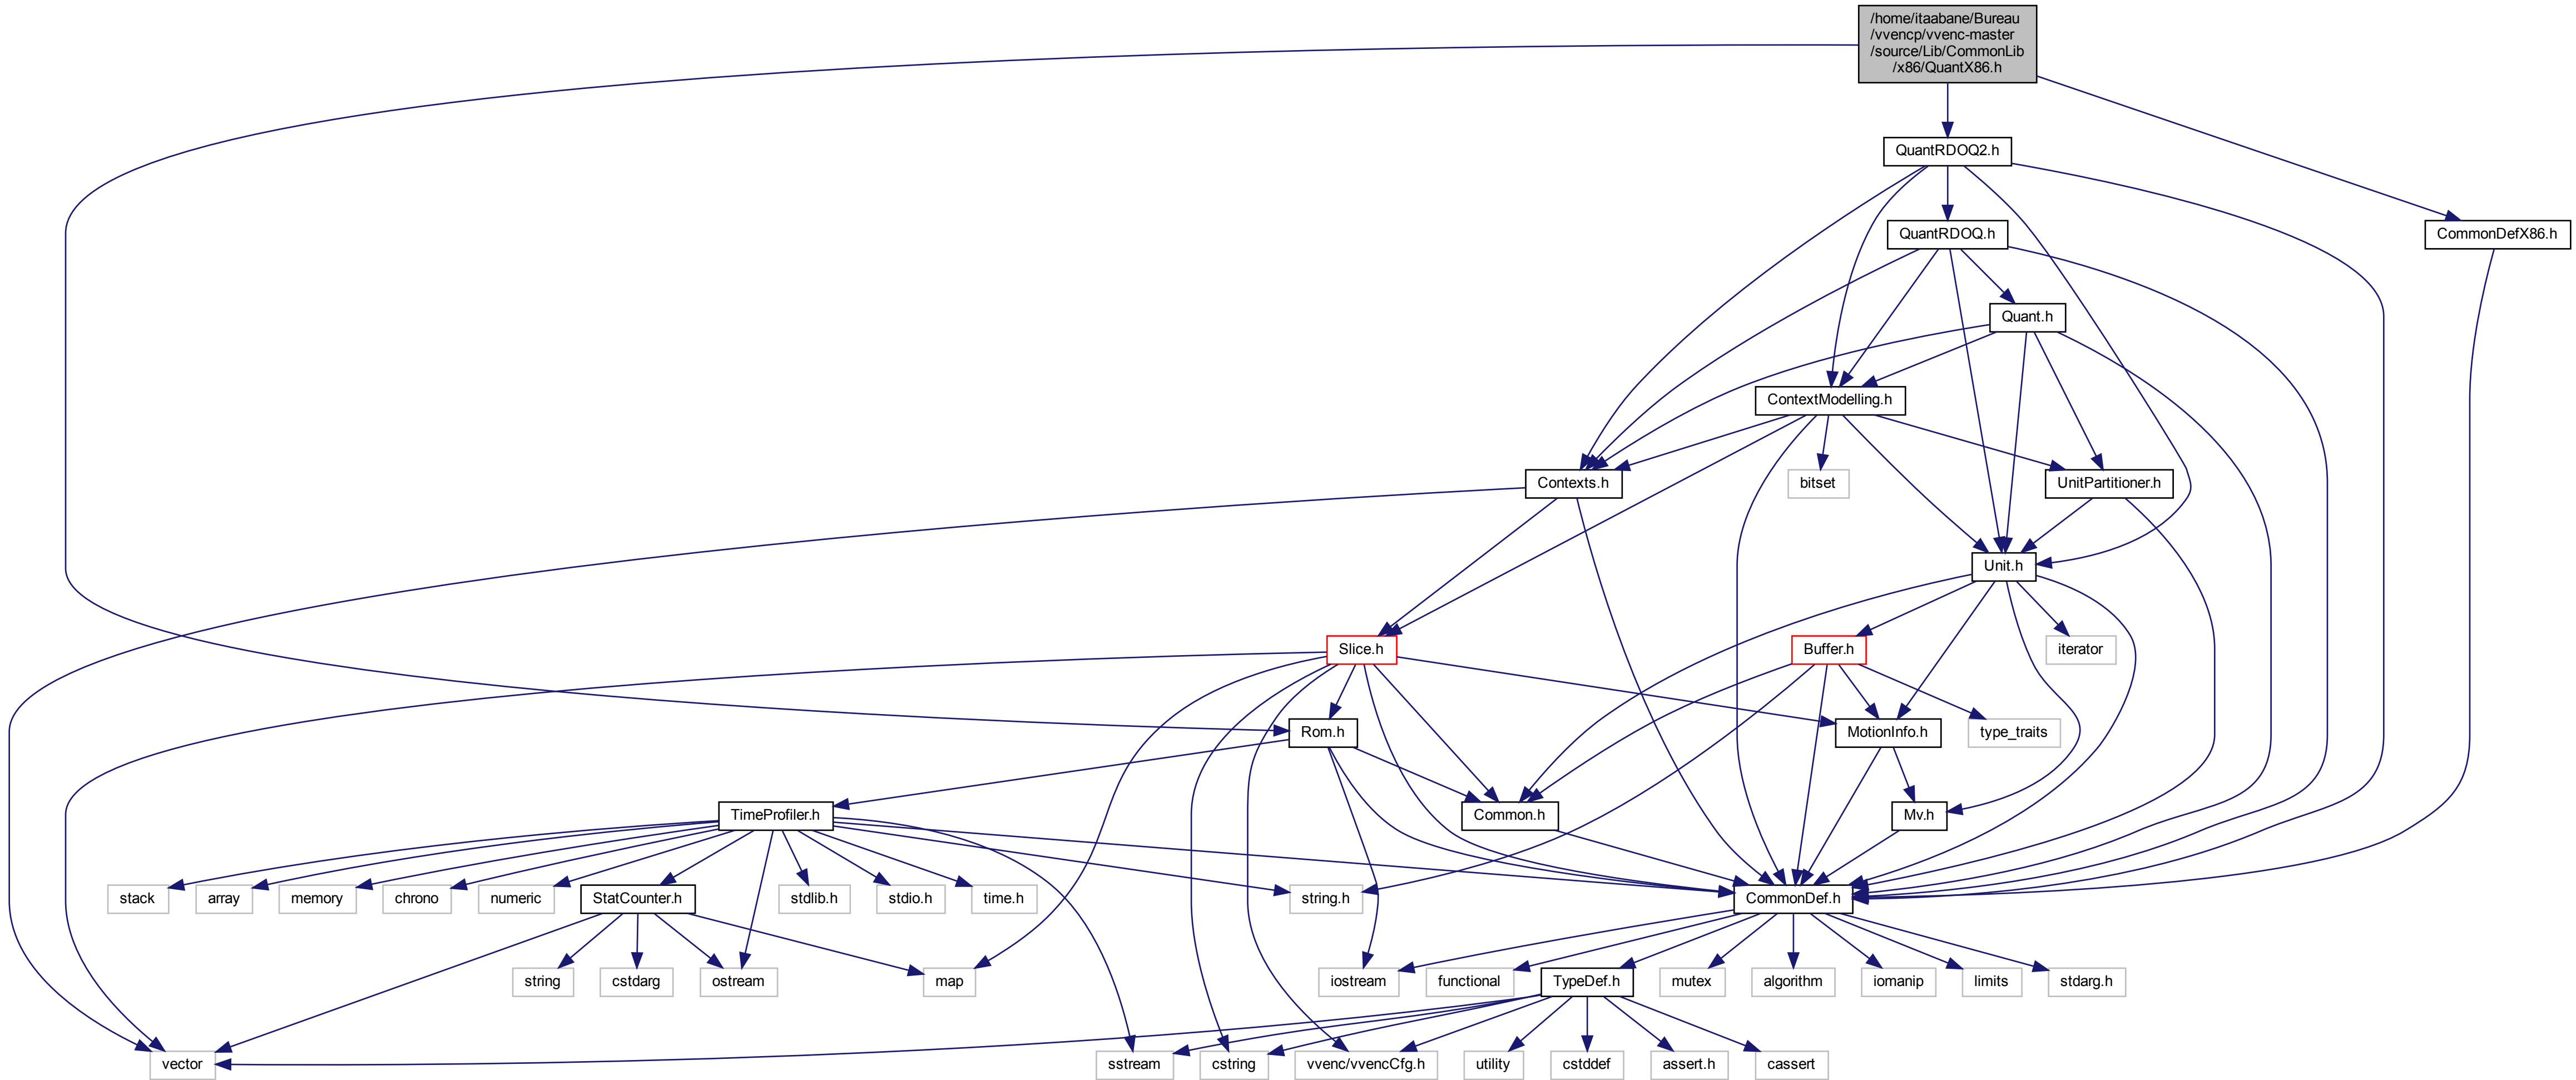 /home/itaabane/Bureau
/vvencp/vvenc-master
/source/Lib/CommonLib
/x86/QuantX86.h
QuantRDOQ2.h
QuantRDOQ.h
CommonDefX86.h
Quant.h
ContextModelling.h
Contexts.h
bitset
UnitPartitioner.h
Unit.h
Slice.h
Buffer.h
iterator
Rom.h
MotionInfo.h
type_traits
TimeProfiler.h
Common.h
Mv.h
stack
array
memory
chrono
numeric
StatCounter.h
stdlib.h
stdio.h
time.h
string.h
CommonDef.h
string
cstdarg
ostream
map
iostream
functional
TypeDef.h
mutex
algorithm
iomanip
limits
stdarg.h
vector
sstream
cstring
vvenc/vvencCfg.h
utility
cstddef
assert.h
cassert